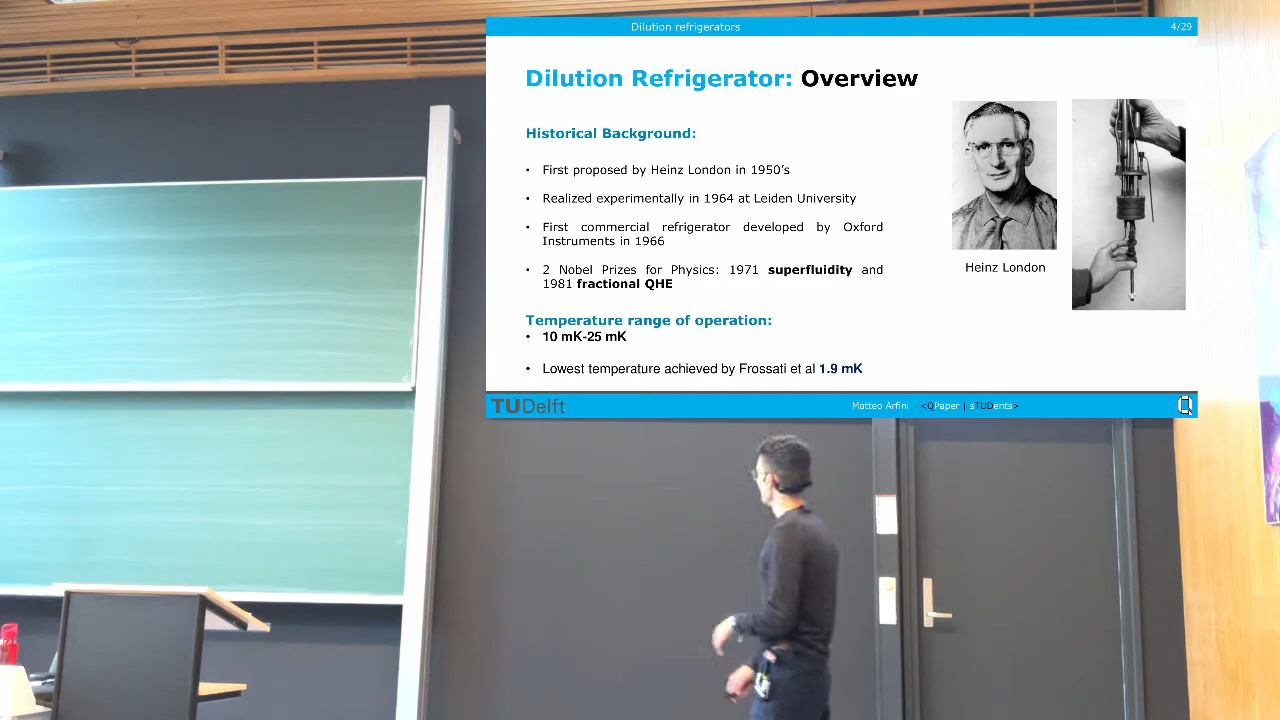 Dilution refrigerators 4/29
Dilution Refrigerator: Overview
Historical Background:
• First proposed by Heinz London in 1950's
• Realized experimentally in 1964 at Leiden University
• First commercial refrigerator developed by Oxford
Instruments in 1966
• 2 Nobel Prizes for Physics: 1971 superfluidity and
1981 fractional QHE
Heinz London
Temperature range of operation:
• 10 mK-25 mK
• Lowest temperature achieved by Frossati et al 1.9 mK
TUDelft Matteo Arfini <QPaper | sTUDents>